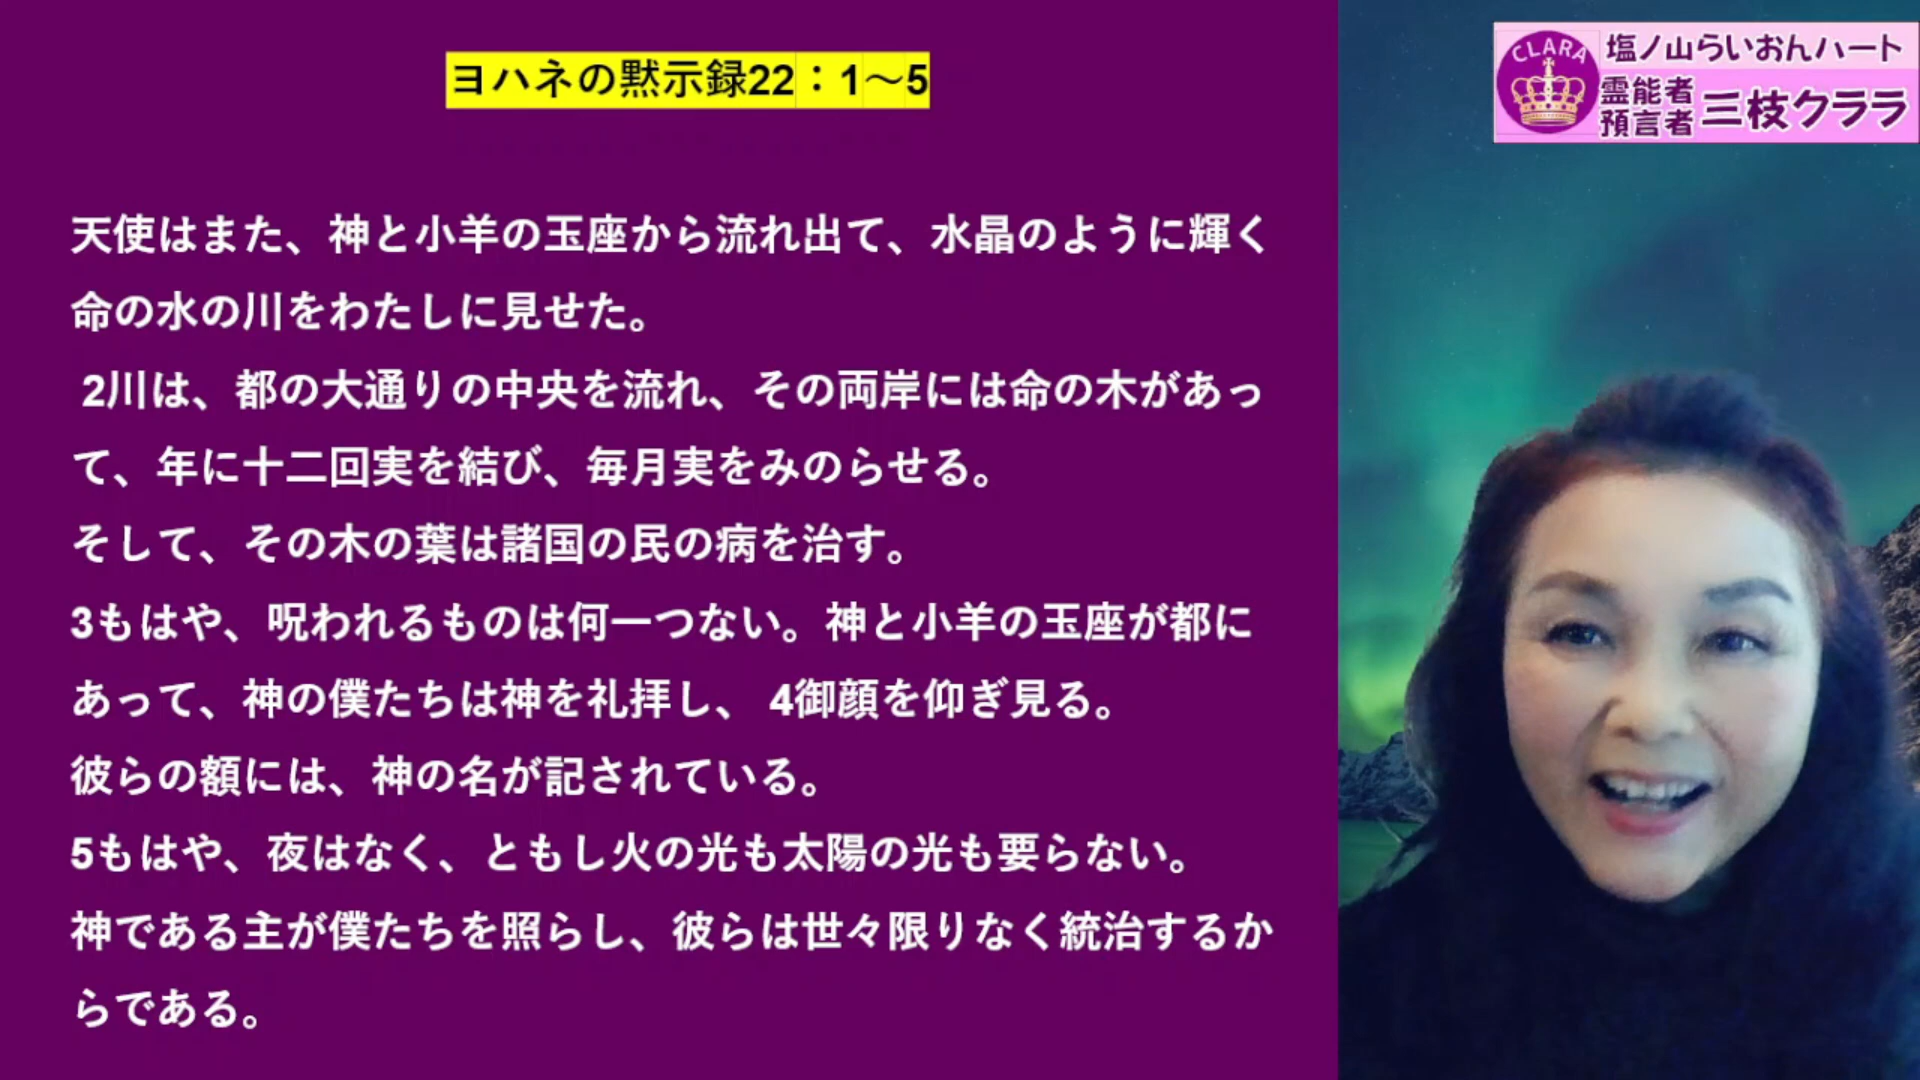 ヨハネの黙示録22：1～5
天使はまた、神と小羊の玉座から流れ出て、水晶のように輝く
命の水の川をわたしに見せた。
2川は、都の大通りの中央を流れ、その両岸には命の木があっ
て、年に十二回実を結び、毎月実をみのらせる。
そして、その木の葉は諸国の民の病を治す。
3もはや、呪われるものは何一つない。神と小羊の玉座が都に
あって、神の僕たちは神を礼拝し、 4御顔を仰ぎ見る。
彼らの額には、神の名が記されている。
5もはや、夜はなく、ともし火の光も太陽の光も要らない。
神である主が僕たちを照らし、彼らは世々限りなく統治するか
らである。
CLARA
塩ノ山らいおんハート
霊能者
預言者
三枝クララ